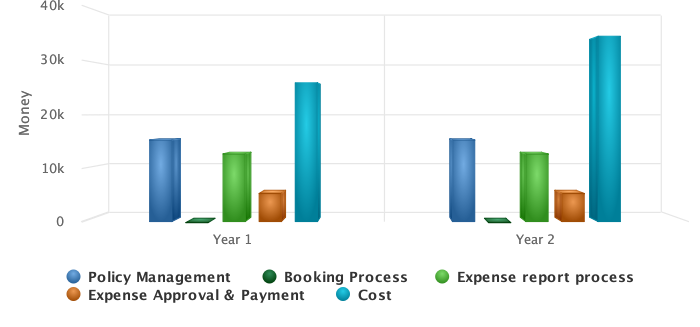 40k
30k
20k
10k
0
Money
Year 1 Year 2
Policy Management Booking Process Expense report process
Expense Approval & Payment Cost